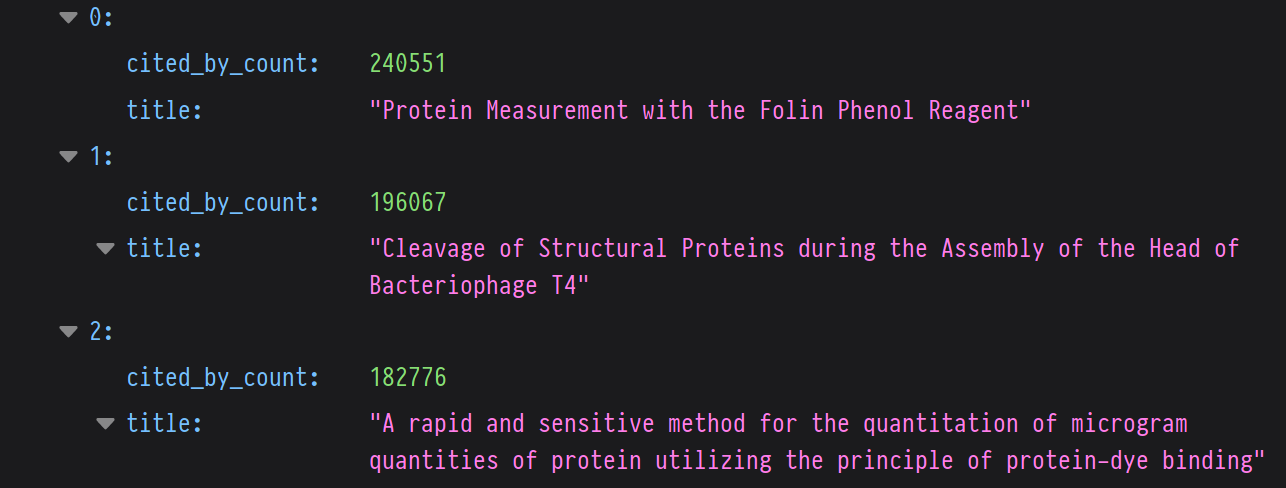 0:
cited_by_count: 240551
title: "Protein Measurement with the Folin Phenol Reagent"
1:
cited_by_count: 196067
title: "Cleavage of Structural Proteins during the Assembly of the Head of
Bacteriophage T4"
2:
cited_by_count: 182776
title: "A rapid and sensitive method for the quantitation of microgram
quantities of protein utilizing the principle of protein-dye binding"